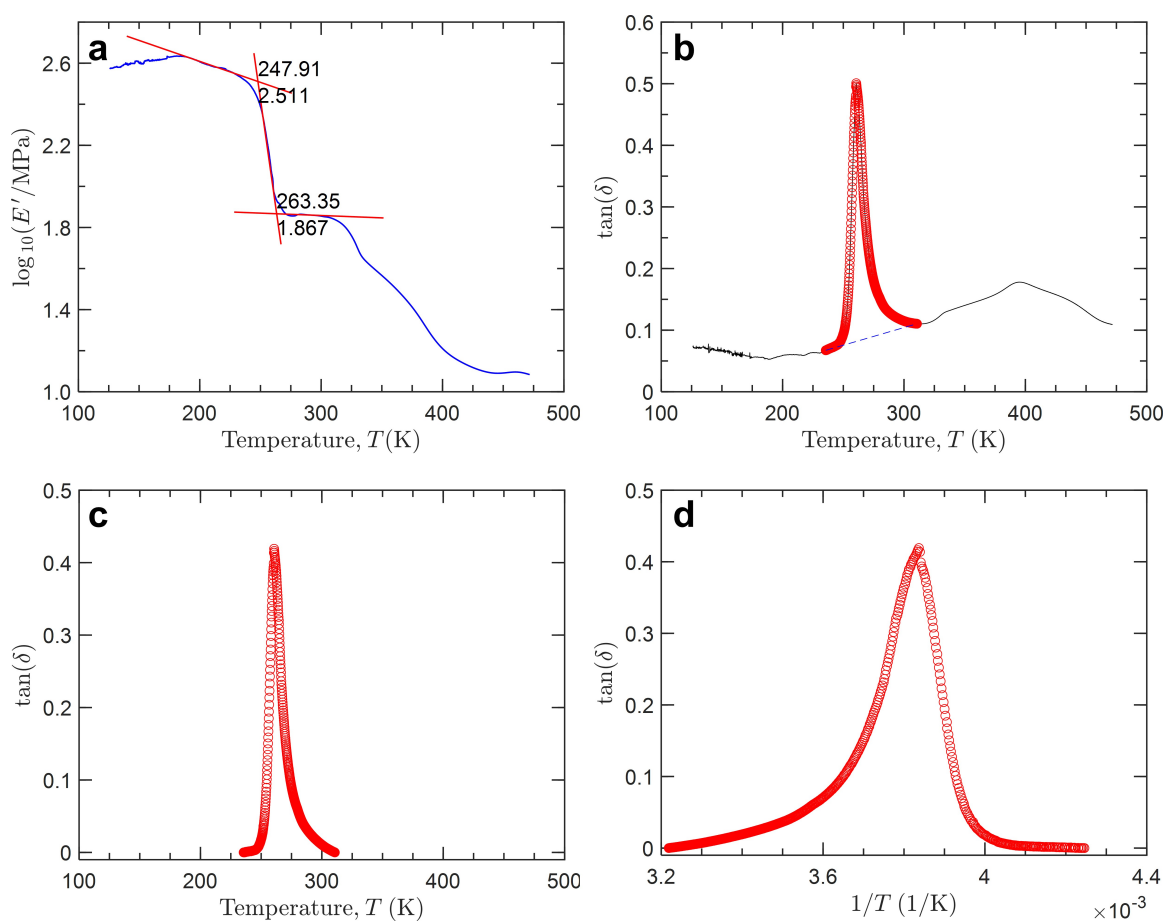 a
247.91
2.511
263.35
1.867
log10(E′/MPa)
2.6
2.2
1.8
1.4
1.0
100 200 300 400 500
Temperature, T(K)
b
tan(δ)
0.6
0.5
0.4
0.3
0.2
0.1
0
100 200 300 400 500
Temperature, T (K)
c
tan(δ)
0.5
0.4
0.3
0.2
0.1
0
100 200 300 400 500
Temperature, T (K)
d
tan(δ)
0.5
0.4
0.3
0.2
0.1
0
3.2 3.6 4 4.4
1/T (1/K)
×10⁻³